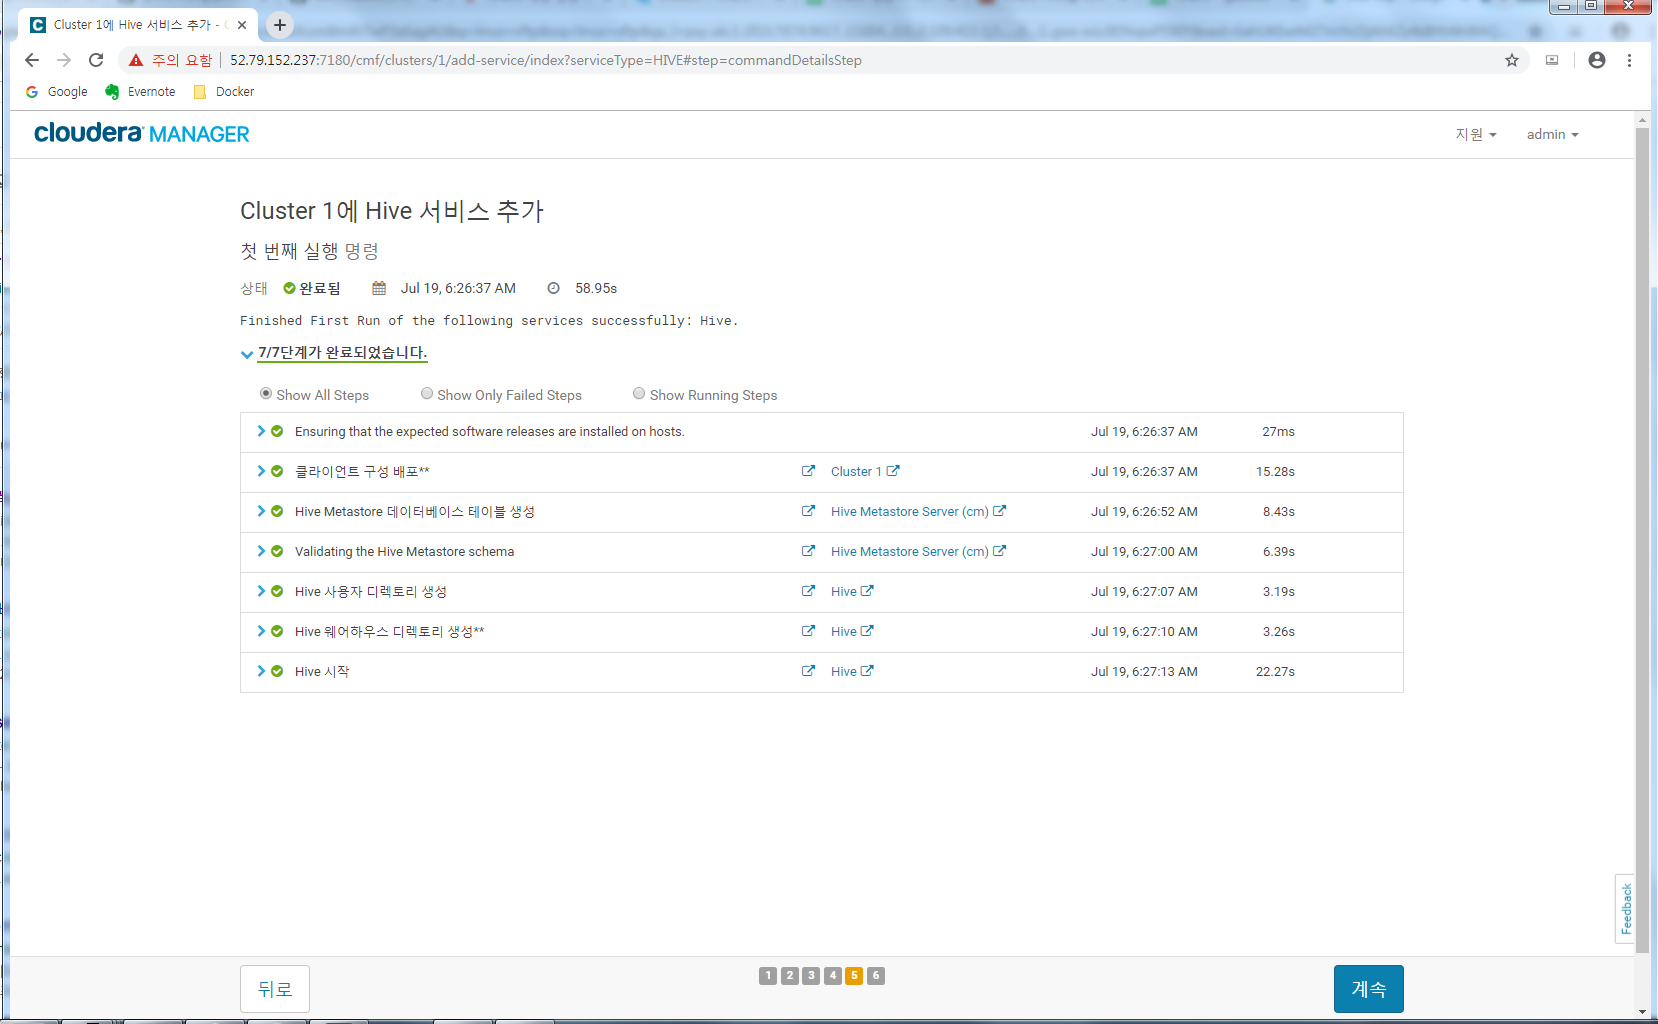 Cluster 1에 Hive 서비스 추가 -
주의 요함 52.79.152.237:7180/cmf/clusters/1/add-service/index?serviceType=HIVE#step=commandDetailsStep
Google Evernote Docker
cloudera MANAGER 지원 admin
Cluster 1에 Hive 서비스 추가
첫 번째 실행 명령
상태 완료됨 Jul 19, 6:26:37 AM 58.95s
Finished First Run of the following services successfully: Hive.
7/7단계가 완료되었습니다.
Show All Steps Show Only Failed Steps Show Running Steps
Ensuring that the expected software releases are installed on hosts. Jul 19, 6:26:37 AM 27ms
클라이언트 구성 배포** Cluster 1 Jul 19, 6:26:37 AM 15.28s
Hive Metastore 데이터베이스 테이블 생성 Hive Metastore Server (cm) Jul 19, 6:26:52 AM 8.43s
Validating the Hive Metastore schema Hive Metastore Server (cm) Jul 19, 6:27:00 AM 6.39s
Hive 사용자 디렉토리 생성 Hive Jul 19, 6:27:07 AM 3.19s
Hive 웨어하우스 디렉토리 생성** Hive Jul 19, 6:27:10 AM 3.26s
Hive 시작 Hive Jul 19, 6:27:13 AM 22.27s
Feedback
뒤로 1 2 3 4 5 6 계속